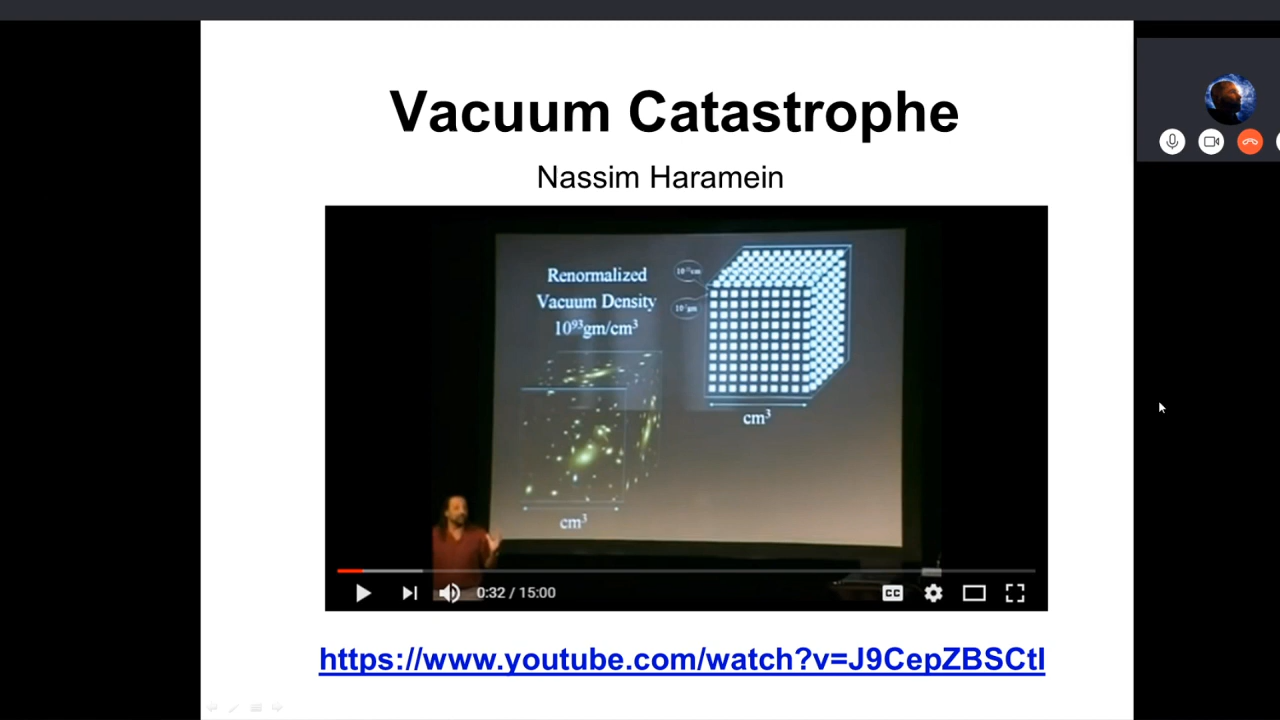 Vacuum Catastrophe
Nassim Haramein
Renormalized
Vacuum Density
10⁹³gm/cm³
cm³
cm³
0:32 / 15:00
CC
https://www.youtube.com/watch?v=J9CepZBSCtI